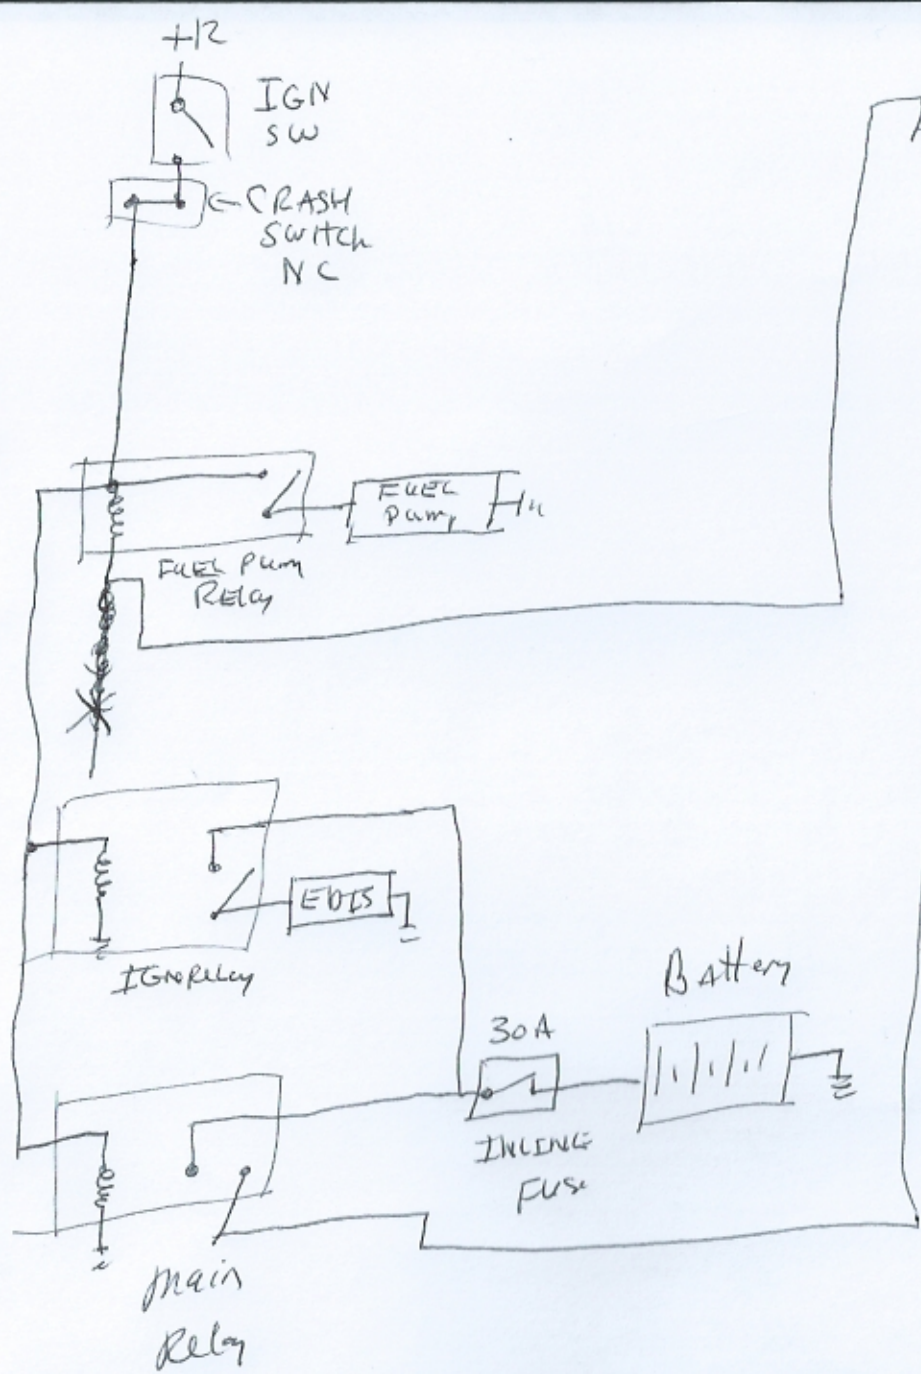 +12
IGN
SW
CRASH
SWITCH
NC
FUEL
Pump
FUEL Pump
RELay
EDIS
IGN RELay
Battery
30A
INLINE
FUSE
Main
Relay